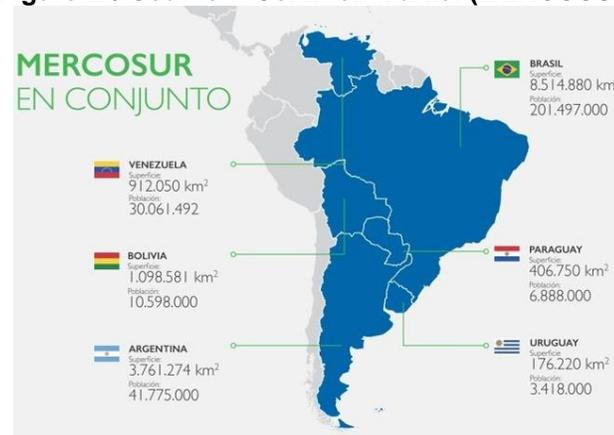 MERCOSUR
EN CONJUNTO
VENEZUELA
Superficie:
912.050 km²
Población:
30.061.492
BOLIVIA
Superficie:
1.098.581 km²
Población:
10.598.000
ARGENTINA
Superficie:
3.761.274 km²
Población:
41.775.000
BRASIL
Superficie:
8.514.880 km
Población:
201.497.000
PARAGUAY
Superficie:
406.750 km²
Población:
6.888.000
URUGUAY
Superficie
176.220 km²
Población:
3.418.000